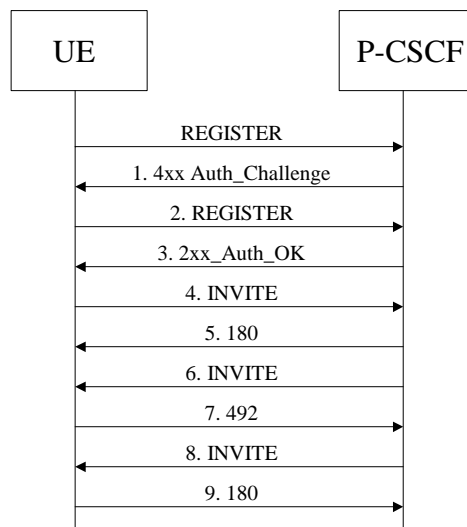 UE
P-CSCF
REGISTER
1. 4xx Auth_Challenge
2. REGISTER
3. 2xx_Auth_OK
4. INVITE
5. 180
6. INVITE
7. 492
8. INVITE
9. 180